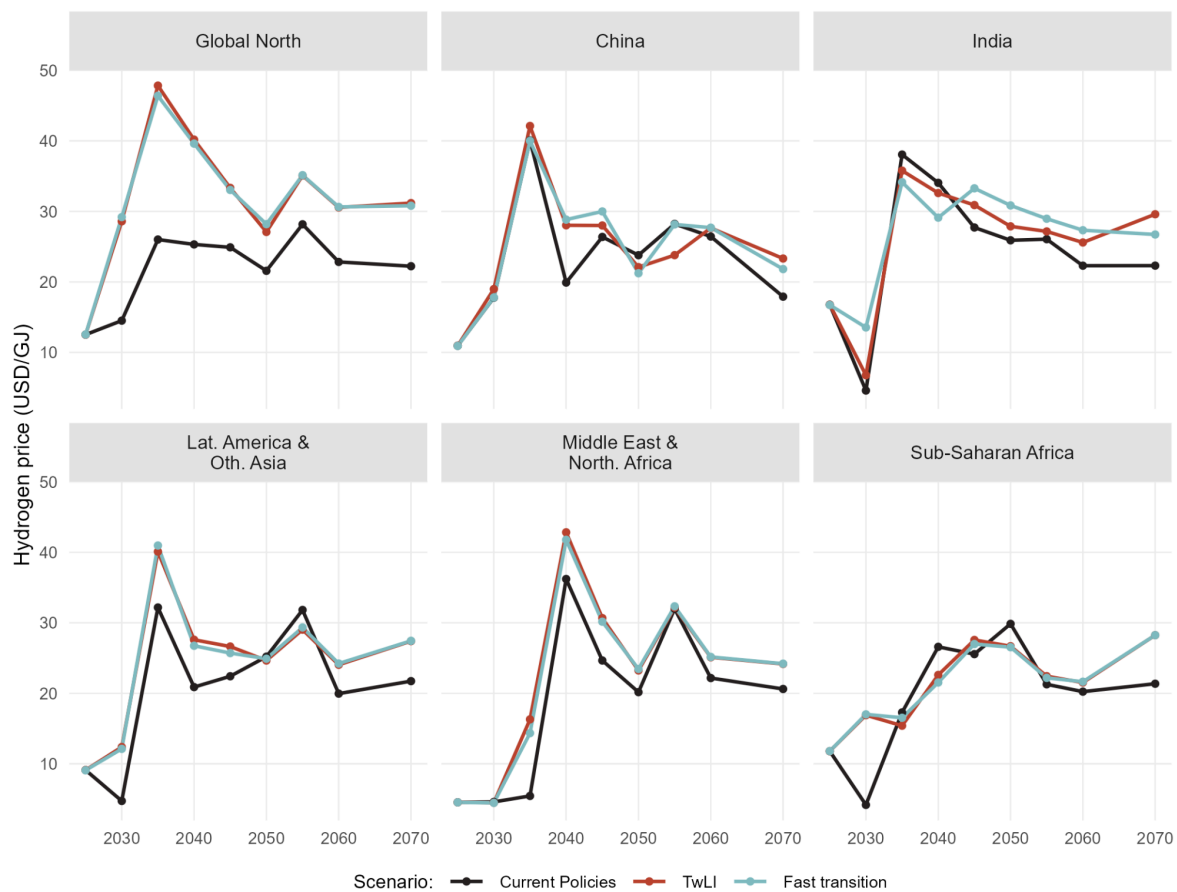 Global North
China
India
Hydrogen price (USD/GJ)
50
40
30
20
10
Lat. America &
Oth. Asia
Middle East &
North. Africa
Sub-Saharan Africa
50
40
30
20
10
2030 2040 2050 2060 2070
2030 2040 2050 2060 2070
2030 2040 2050 2060 2070
Scenario: Current Policies TwLI Fast transition